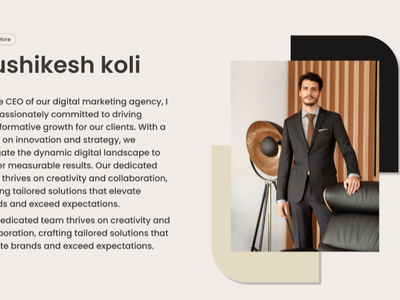 More
ushikesh koli
e CEO of our digital marketing agency, I
assionately committed to driving
formative growth for our clients. With a
on innovation and strategy, we
gate the dynamic digital landscape to
er measurable results. Our dedicated
thrives on creativity and collaboration,
ng tailored solutions that elevate
ds and exceed expectations.
edicated team thrives on creativity and
boration, crafting tailored solutions that
te brands and exceed expectations.